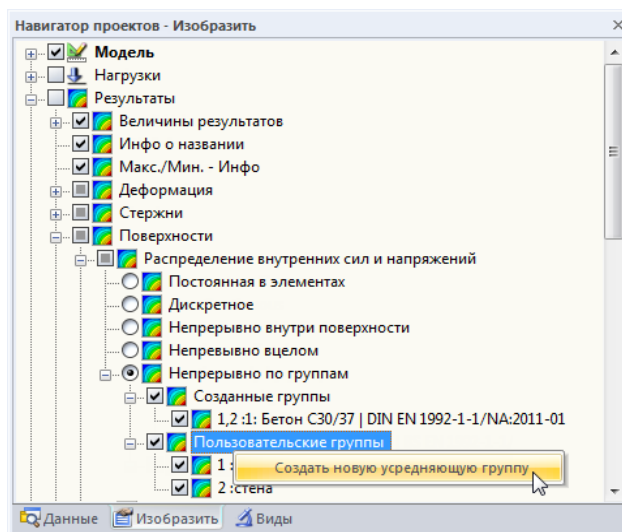 Навигатор проектов - Изобразить
Модель
Нагрузки
Результаты
Величины результатов
Инфо о названии
Макс./Мин. - Инфо
Деформация
Стержни
Поверхности
Распределение внутренних сил и напряжений
Постоянная в элементах
Дискретное
Непрерывно внутри поверхности
Непревывно вцелом
Непрерывно по группам
Созданные группы
1,2 :1: Бетон C30/37 | DIN EN 1992-1-1/NA:2011-01
Пользовательские группы
1 :
Создать новую усредняющую группу
2 :стена
Данные Изобразить Виды